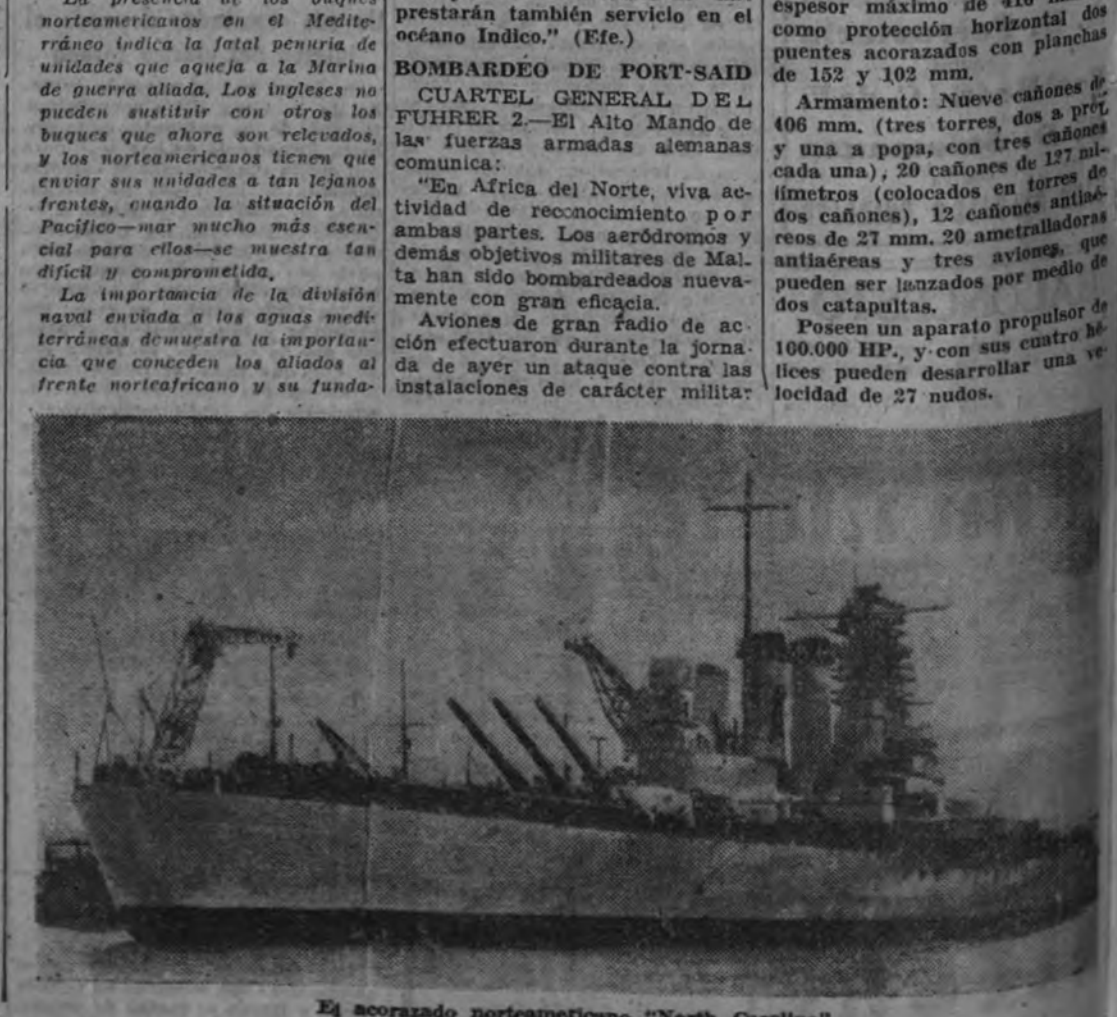 La presencia de los buques
norteamericanos en el Medite-
rráneo indica la fatal penuria de
unidades que aqueja a la Marina
de guerra aliada. Los ingleses no
pueden sustituir con otros los
buques que ahora son relevados,
y los norteamericanos tienen que
enviar sus unidades a tan lejanos
frentes, cuando la situación del
Pacífico—mar mucho más esen-
cial para ellos—se muestra tan
difícil y comprometida.
La importancia de la división
naval enviada a las aguas medi-
terráneas demuestra la importan-
cia que conceden los aliados al
frente norteafricano y su funda-
prestarán también servicio en el
océano Indico." (Efe.)
BOMBARDEO DE PORT-SAID
CUARTEL GENERAL DEL
FUHRER 2.—El Alto Mando de
las fuerzas armadas alemanas
comunica:
"En Africa del Norte, viva ac-
tividad de reconocimiento por
ambas partes. Los aeródromos y
demás objetivos militares de Mal-
ta han sido bombardeados nueva-
mente con gran eficacia.
Aviones de gran radio de ac-
ción efectuaron durante la jorna-
da de ayer un ataque contra las
instalaciones de carácter militar
espesor máximo de 410
como protección horizontal dos
puentes acorazados con planchas
de 152 y 102 mm.
Armamento: Nueve cañones de
406 mm. (tres torres, dos a proa
y una a popa, con tres cañones
cada una), 20 cañones de 127 mi-
límetros (colocados en torres de
dos cañones), 12 cañones antiaé-
reos de 27 mm. 20 ametralladoras
antiaéreas y tres aviones, que
pueden ser lanzados por medio de
dos catapultas.
Poseen un aparato propulsor de
100.000 HP., y con sus cuatro hé-
lices pueden desarrollar una ve-
locidad de 27 nudos.
El acorazado norteamericano "North Carolina"